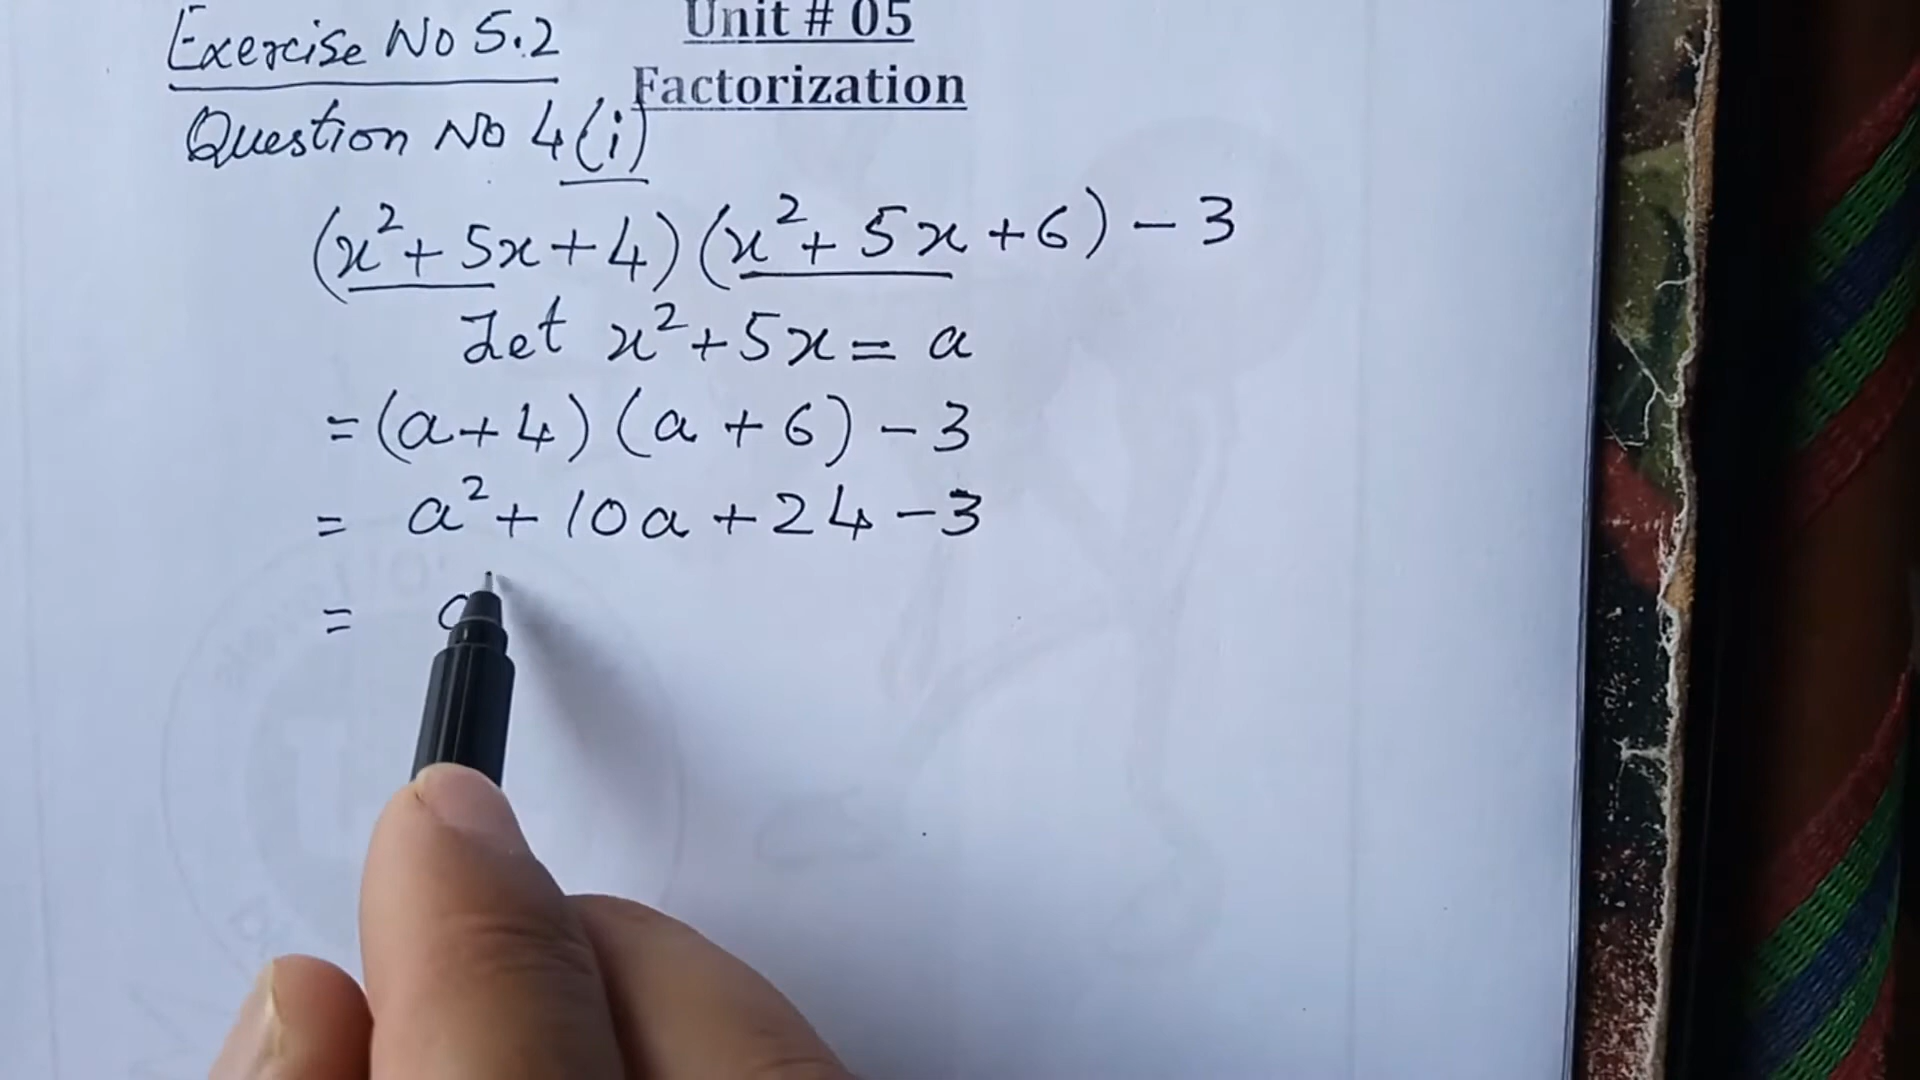 Exercise No 5.2
Unit # 05
Factorization
Question No 4(i)
(x²+5x+4)(x²+5x+6)-3
Let x²+5x= a
=(a+4)(a+6)-3
= a²+10a+24-3
= a